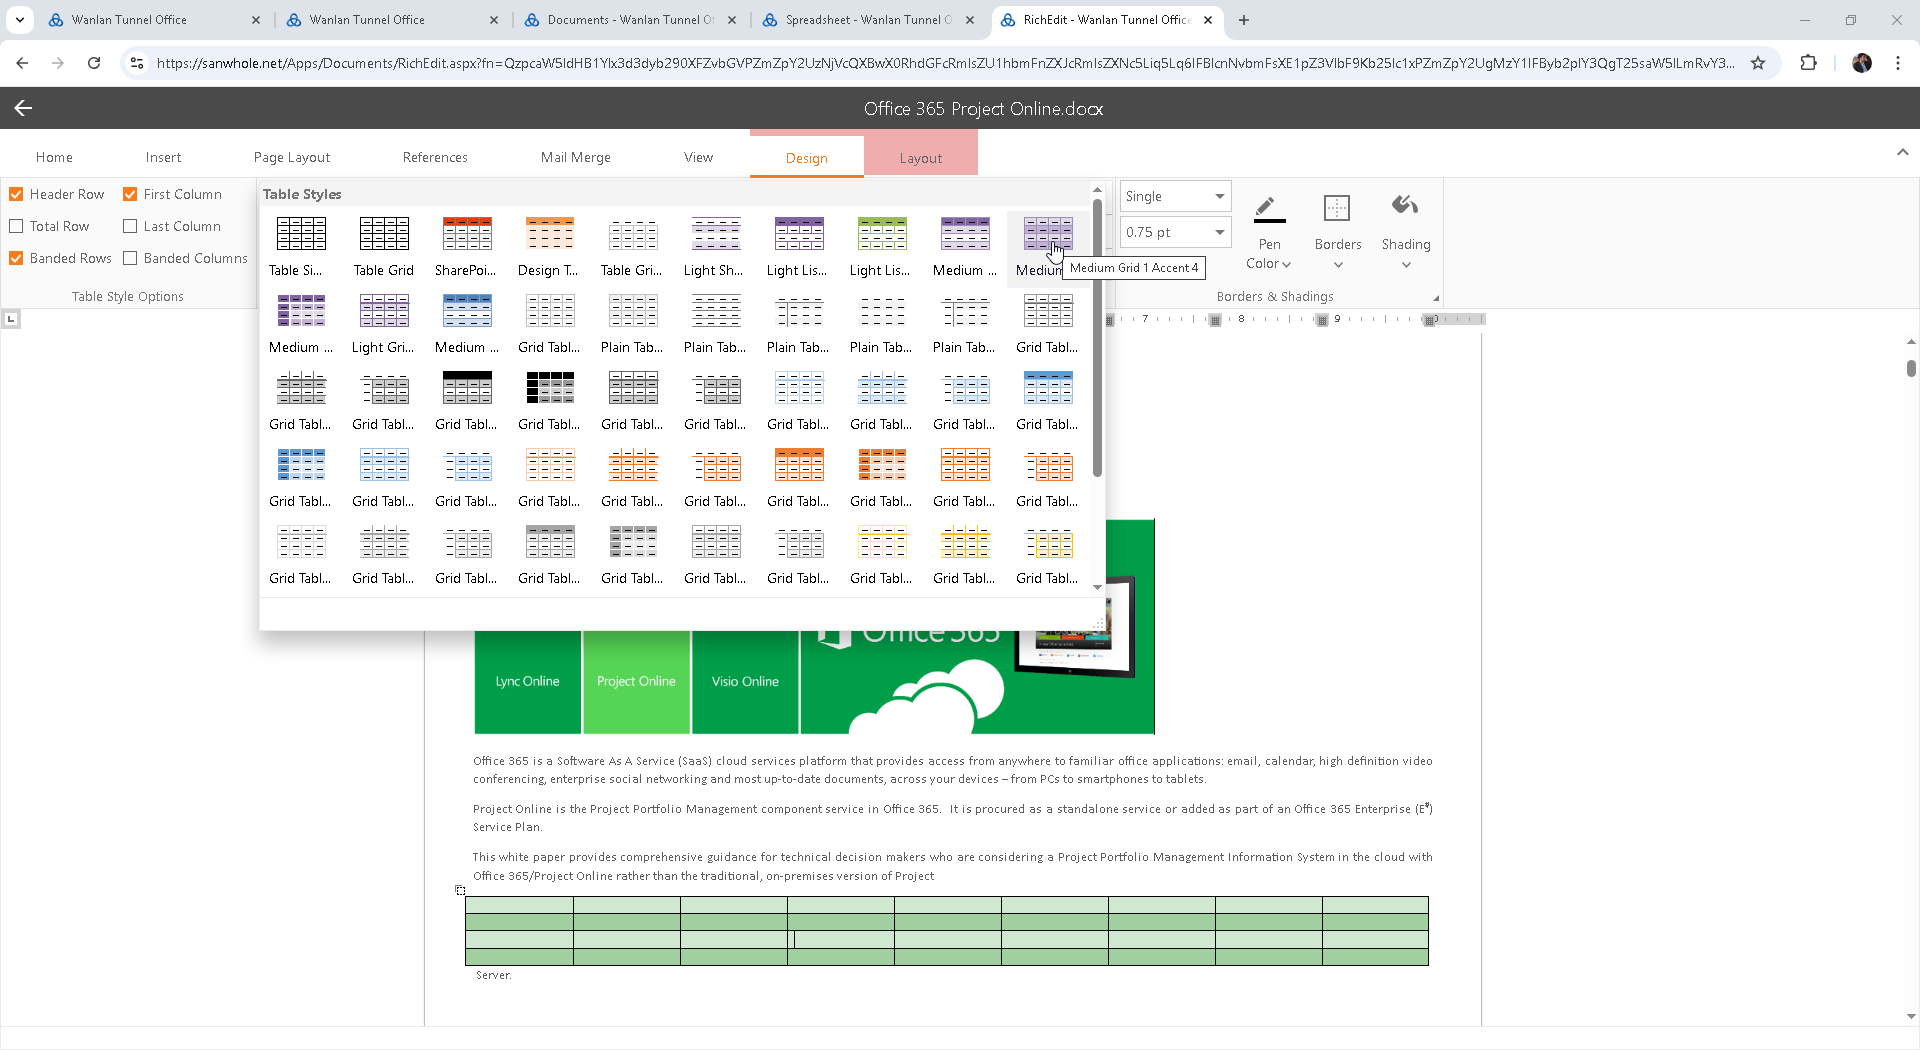 Wanlan Tunnel Office
Wanlan Tunnel Office
Documents - Wanlan Tunnel Of
Spreadsheet - Wanlan Tunnel O
RichEdit - Wanlan Tunnel Office
Office 365 Project Online.docx
Home Insert Page Layout References Mail Merge View Design Layout
Header Row First Column
Total Row Last Column
Banded Rows Banded Columns
Table Style Options
Table Styles
Table Si... Table Grid SharePoi... Design T... Table Gri... Light Sh... Light Lis... Light Lis... Medium ... Medium
Medium Grid 1 Accent 4
Medium ... Light Gri... Medium ... Grid Tabl... Plain Tab... Plain Tab... Plain Tab... Plain Tab... Plain Tab... Grid Tabl...
Grid Tabl... Grid Tabl... Grid Tabl... Grid Tabl... Grid Tabl... Grid Tabl... Grid Tabl... Grid Tabl... Grid Tabl... Grid Tabl...
Grid Tabl... Grid Tabl... Grid Tabl... Grid Tabl... Grid Tabl... Grid Tabl... Grid Tabl... Grid Tabl... Grid Tabl... Grid Tabl...
Grid Tabl... Grid Tabl... Grid Tabl... Grid Tabl... Grid Tabl... Grid Tabl... Grid Tabl... Grid Tabl... Grid Tabl... Grid Tabl...
Single
0.75 pt
Pen Color
Borders
Shading
Borders & Shadings
7 8 9
Office 365
Lync Online
Project Online
Visio Online
Office 365 is a Software As A Service (SaaS) cloud services platform that provides access from anywhere to familiar office applications: email, calendar, high definition video
conferencing, enterprise social networking and most up-to-date documents, across your devices – from PCs to smartphones to tablets.
Project Online is the Project Portfolio Management component service in Office 365. It is procured as a standalone service or added as part of an Office 365 Enterprise (E#)
Service Plan.
This white paper provides comprehensive guidance for technical decision makers who are considering a Project Portfolio Management Information System in the cloud with
Office 365/Project Online rather than the traditional, on-premises version of Project
Server.